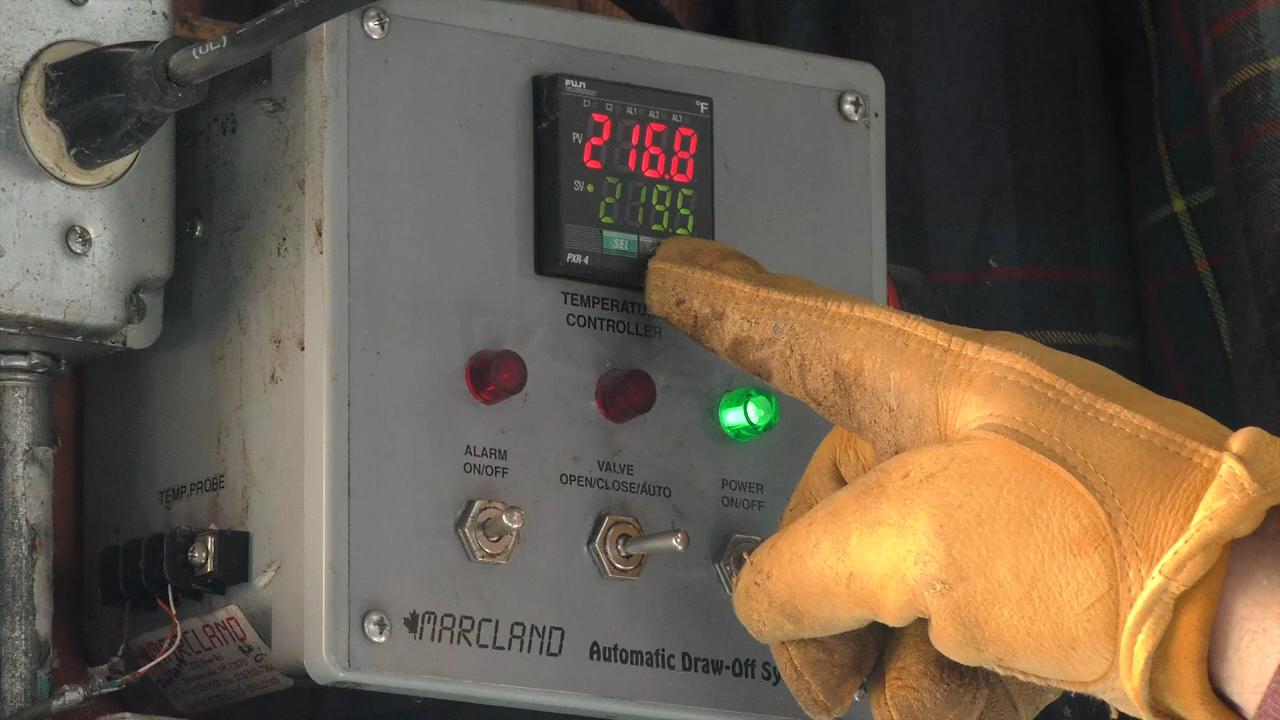 (UL)
FUJI
°F
C1 C2 AL1 AL2 AL3
PV 216.8
SV 219.5
SEL
PXR-4
TEMPERATU
CONTROLLER
ALARM
ON/OFF
VALVE
OPEN/CLOSE/AUTO
POWER
ON/OFF
TEMP.PROBE
MARCLAND
MARCLAND
Automatic Draw-Off Sy